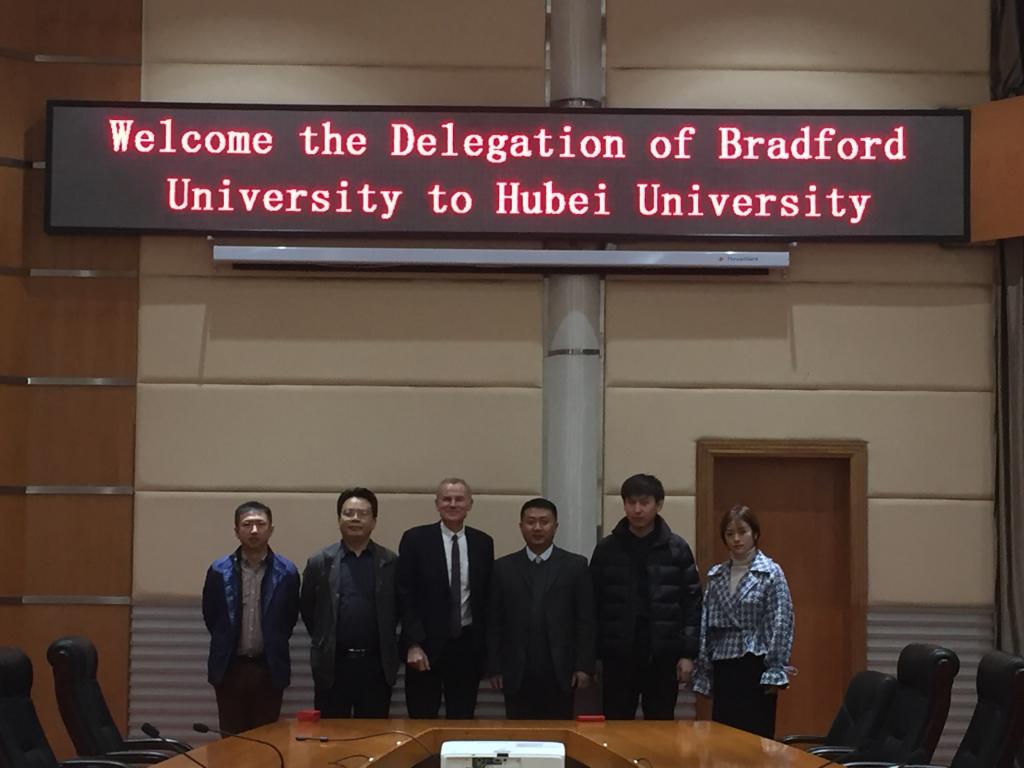 Welcome the Delegation of Bradford
University to Hubei University